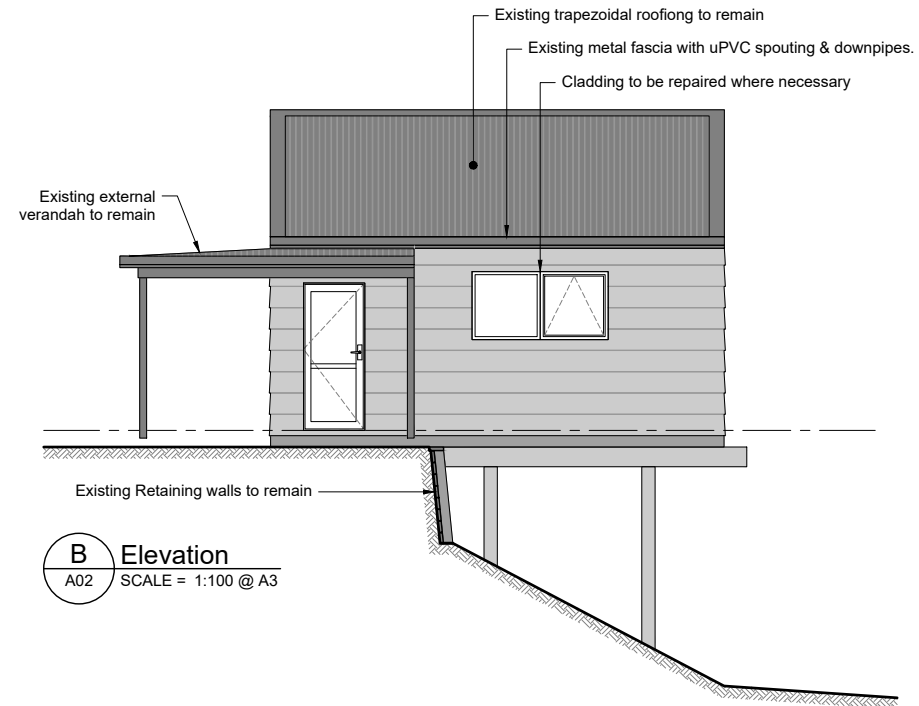 Existing trapezoidal roofiong to remain
Existing metal fascia with uPVC spouting & downpipes.
Cladding to be repaired where necessary
Existing external
verandah to remain
Existing Retaining walls to remain
B
A02
Elevation
SCALE = 1:100 @ A3